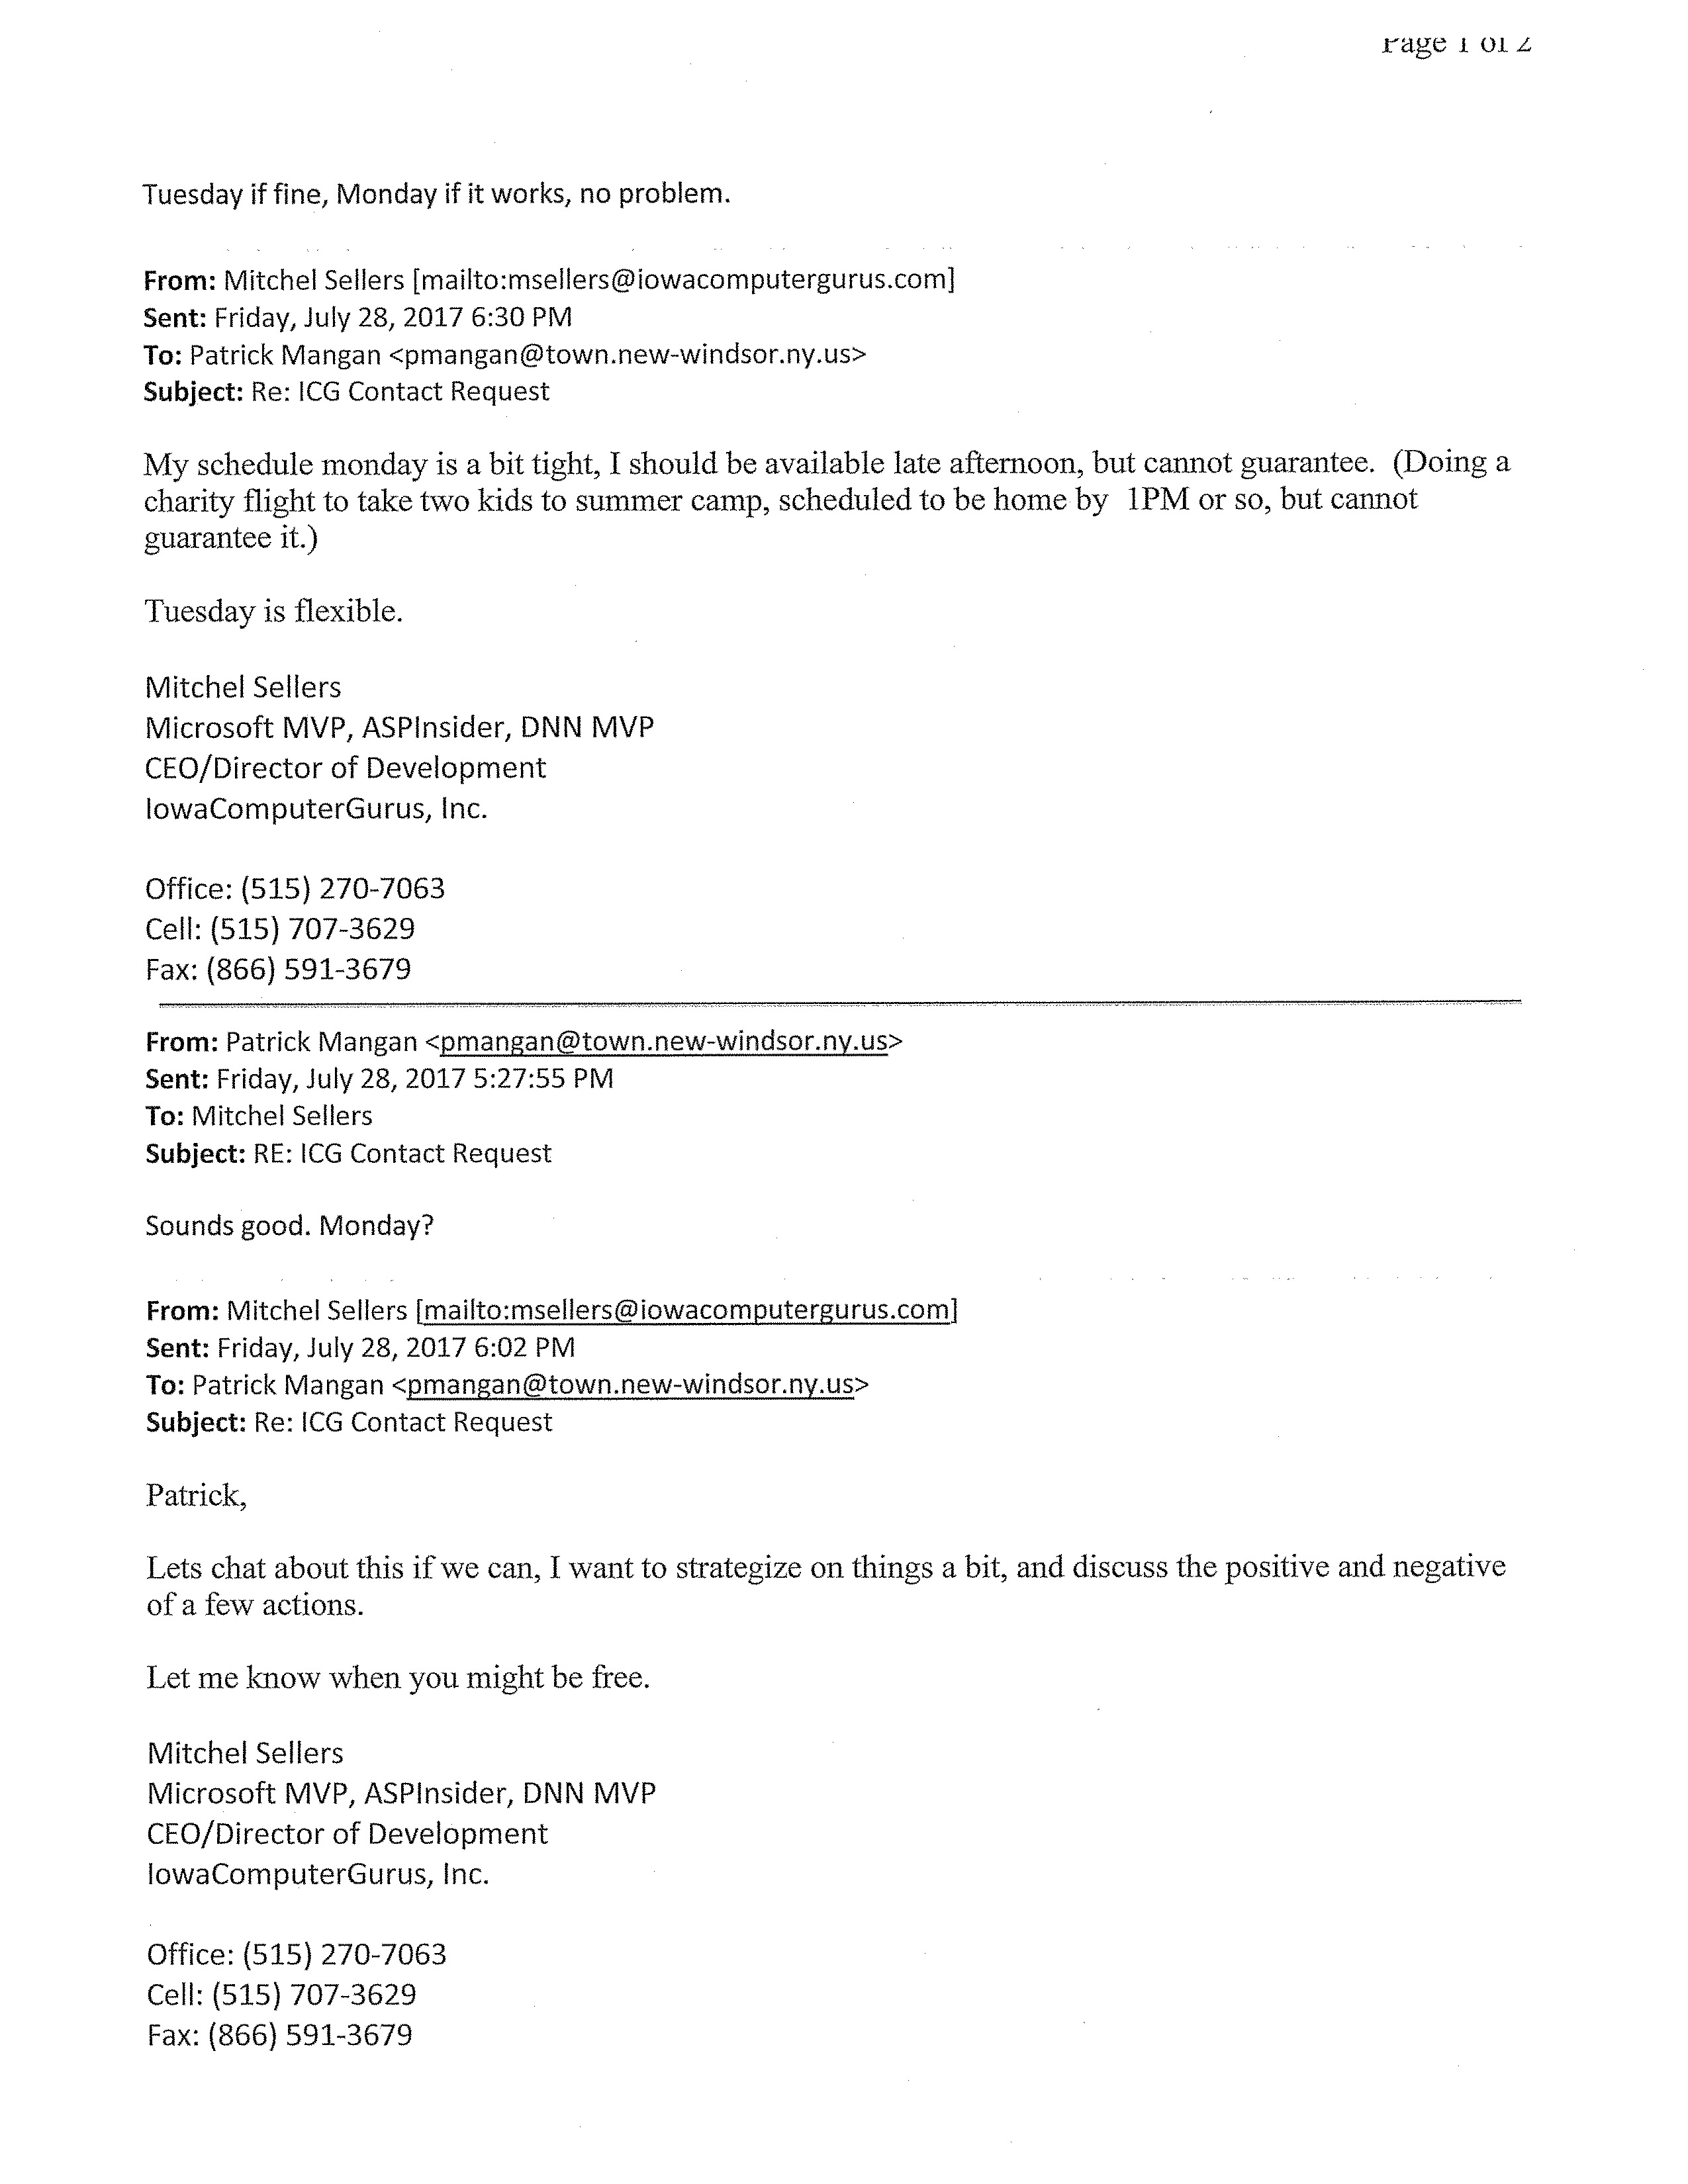 Page 1 of 2
Tuesday if fine, Monday if it works, no problem.
From: Mitchel Sellers [mailto:msellers@iowacomputergurus.com]
Sent: Friday, July 28, 2017 6:30 PM
To: Patrick Mangan <pmangan@town.new-windsor.ny.us>
Subject: Re: ICG Contact Request
My schedule monday is a bit tight, I should be available late afternoon, but cannot guarantee.  (Doing a
charity flight to take two kids to summer camp, scheduled to be home by  1PM or so, but cannot
guarantee it.)
Tuesday is flexible.
Mitchel Sellers
Microsoft MVP, ASPInsider, DNN MVP
CEO/Director of Development
IowaComputerGurus, Inc.
Office: (515) 270-7063
Cell: (515) 707-3629
Fax: (866) 591-3679
From: Patrick Mangan <pmangan@town.new-windsor.ny.us>
Sent: Friday, July 28, 2017 5:27:55 PM
To: Mitchel Sellers
Subject: RE: ICG Contact Request
Sounds good. Monday?
From: Mitchel Sellers [mailto:msellers@iowacomputergurus.com]
Sent: Friday, July 28, 2017 6:02 PM
To: Patrick Mangan <pmangan@town.new-windsor.ny.us>
Subject: Re: ICG Contact Request
Patrick,
Lets chat about this if we can, I want to strategize on things a bit, and discuss the positive and negative
of a few actions.
Let me know when you might be free.
Mitchel Sellers
Microsoft MVP, ASPInsider, DNN MVP
CEO/Director of Development
IowaComputerGurus, Inc.
Office: (515) 270-7063
Cell: (515) 707-3629
Fax: (866) 591-3679